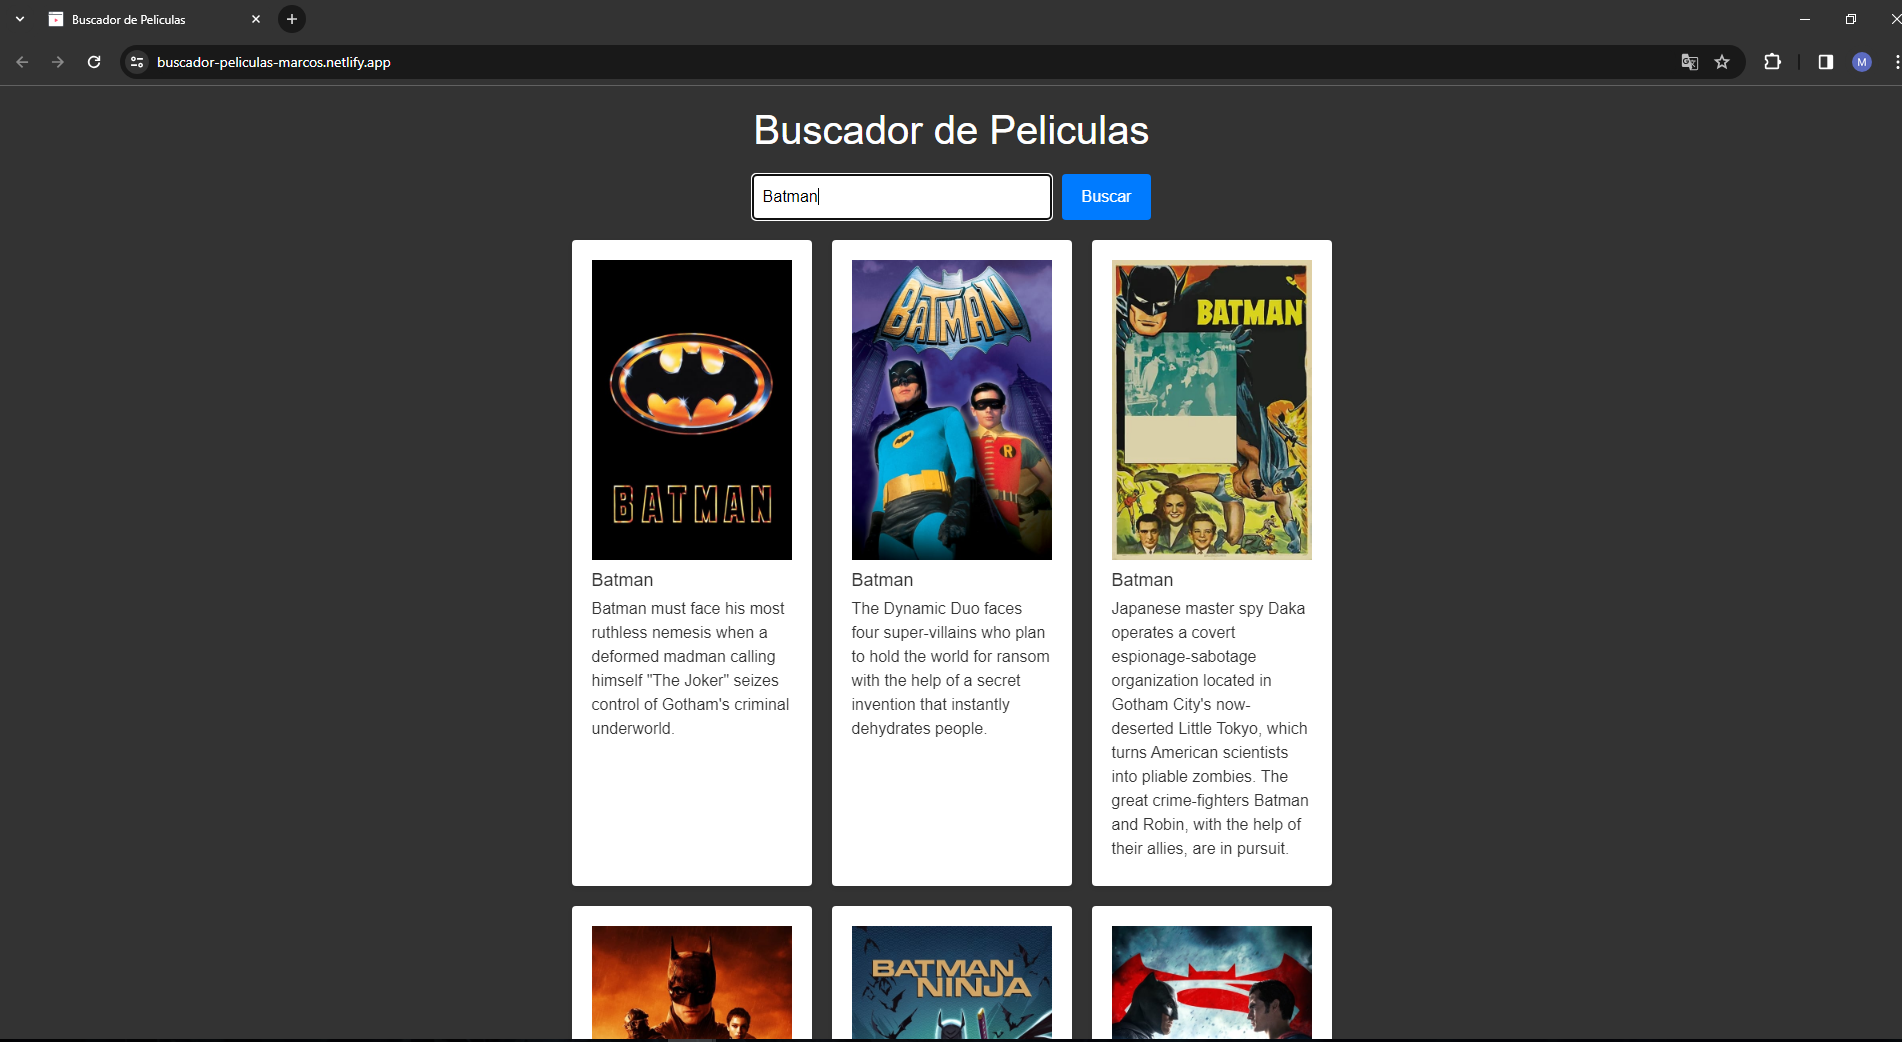 Buscador de Peliculas
buscador-peliculas-marcos.netlify.app
M
Buscador de Peliculas
Batman
Buscar
BATMAN
Batman
Batman must face his most
ruthless nemesis when a
deformed madman calling
himself "The Joker" seizes
control of Gotham's criminal
underworld.
BATMAN
R
Batman
The Dynamic Duo faces
four super-villains who plan
to hold the world for ransom
with the help of a secret
invention that instantly
dehydrates people.
BATMAN
Batman
Japanese master spy Daka
operates a covert
espionage-sabotage
organization located in
Gotham City's now-
deserted Little Tokyo, which
turns American scientists
into pliable zombies. The
great crime-fighters Batman
and Robin, with the help of
their allies, are in pursuit.
BATMAN
NINJA